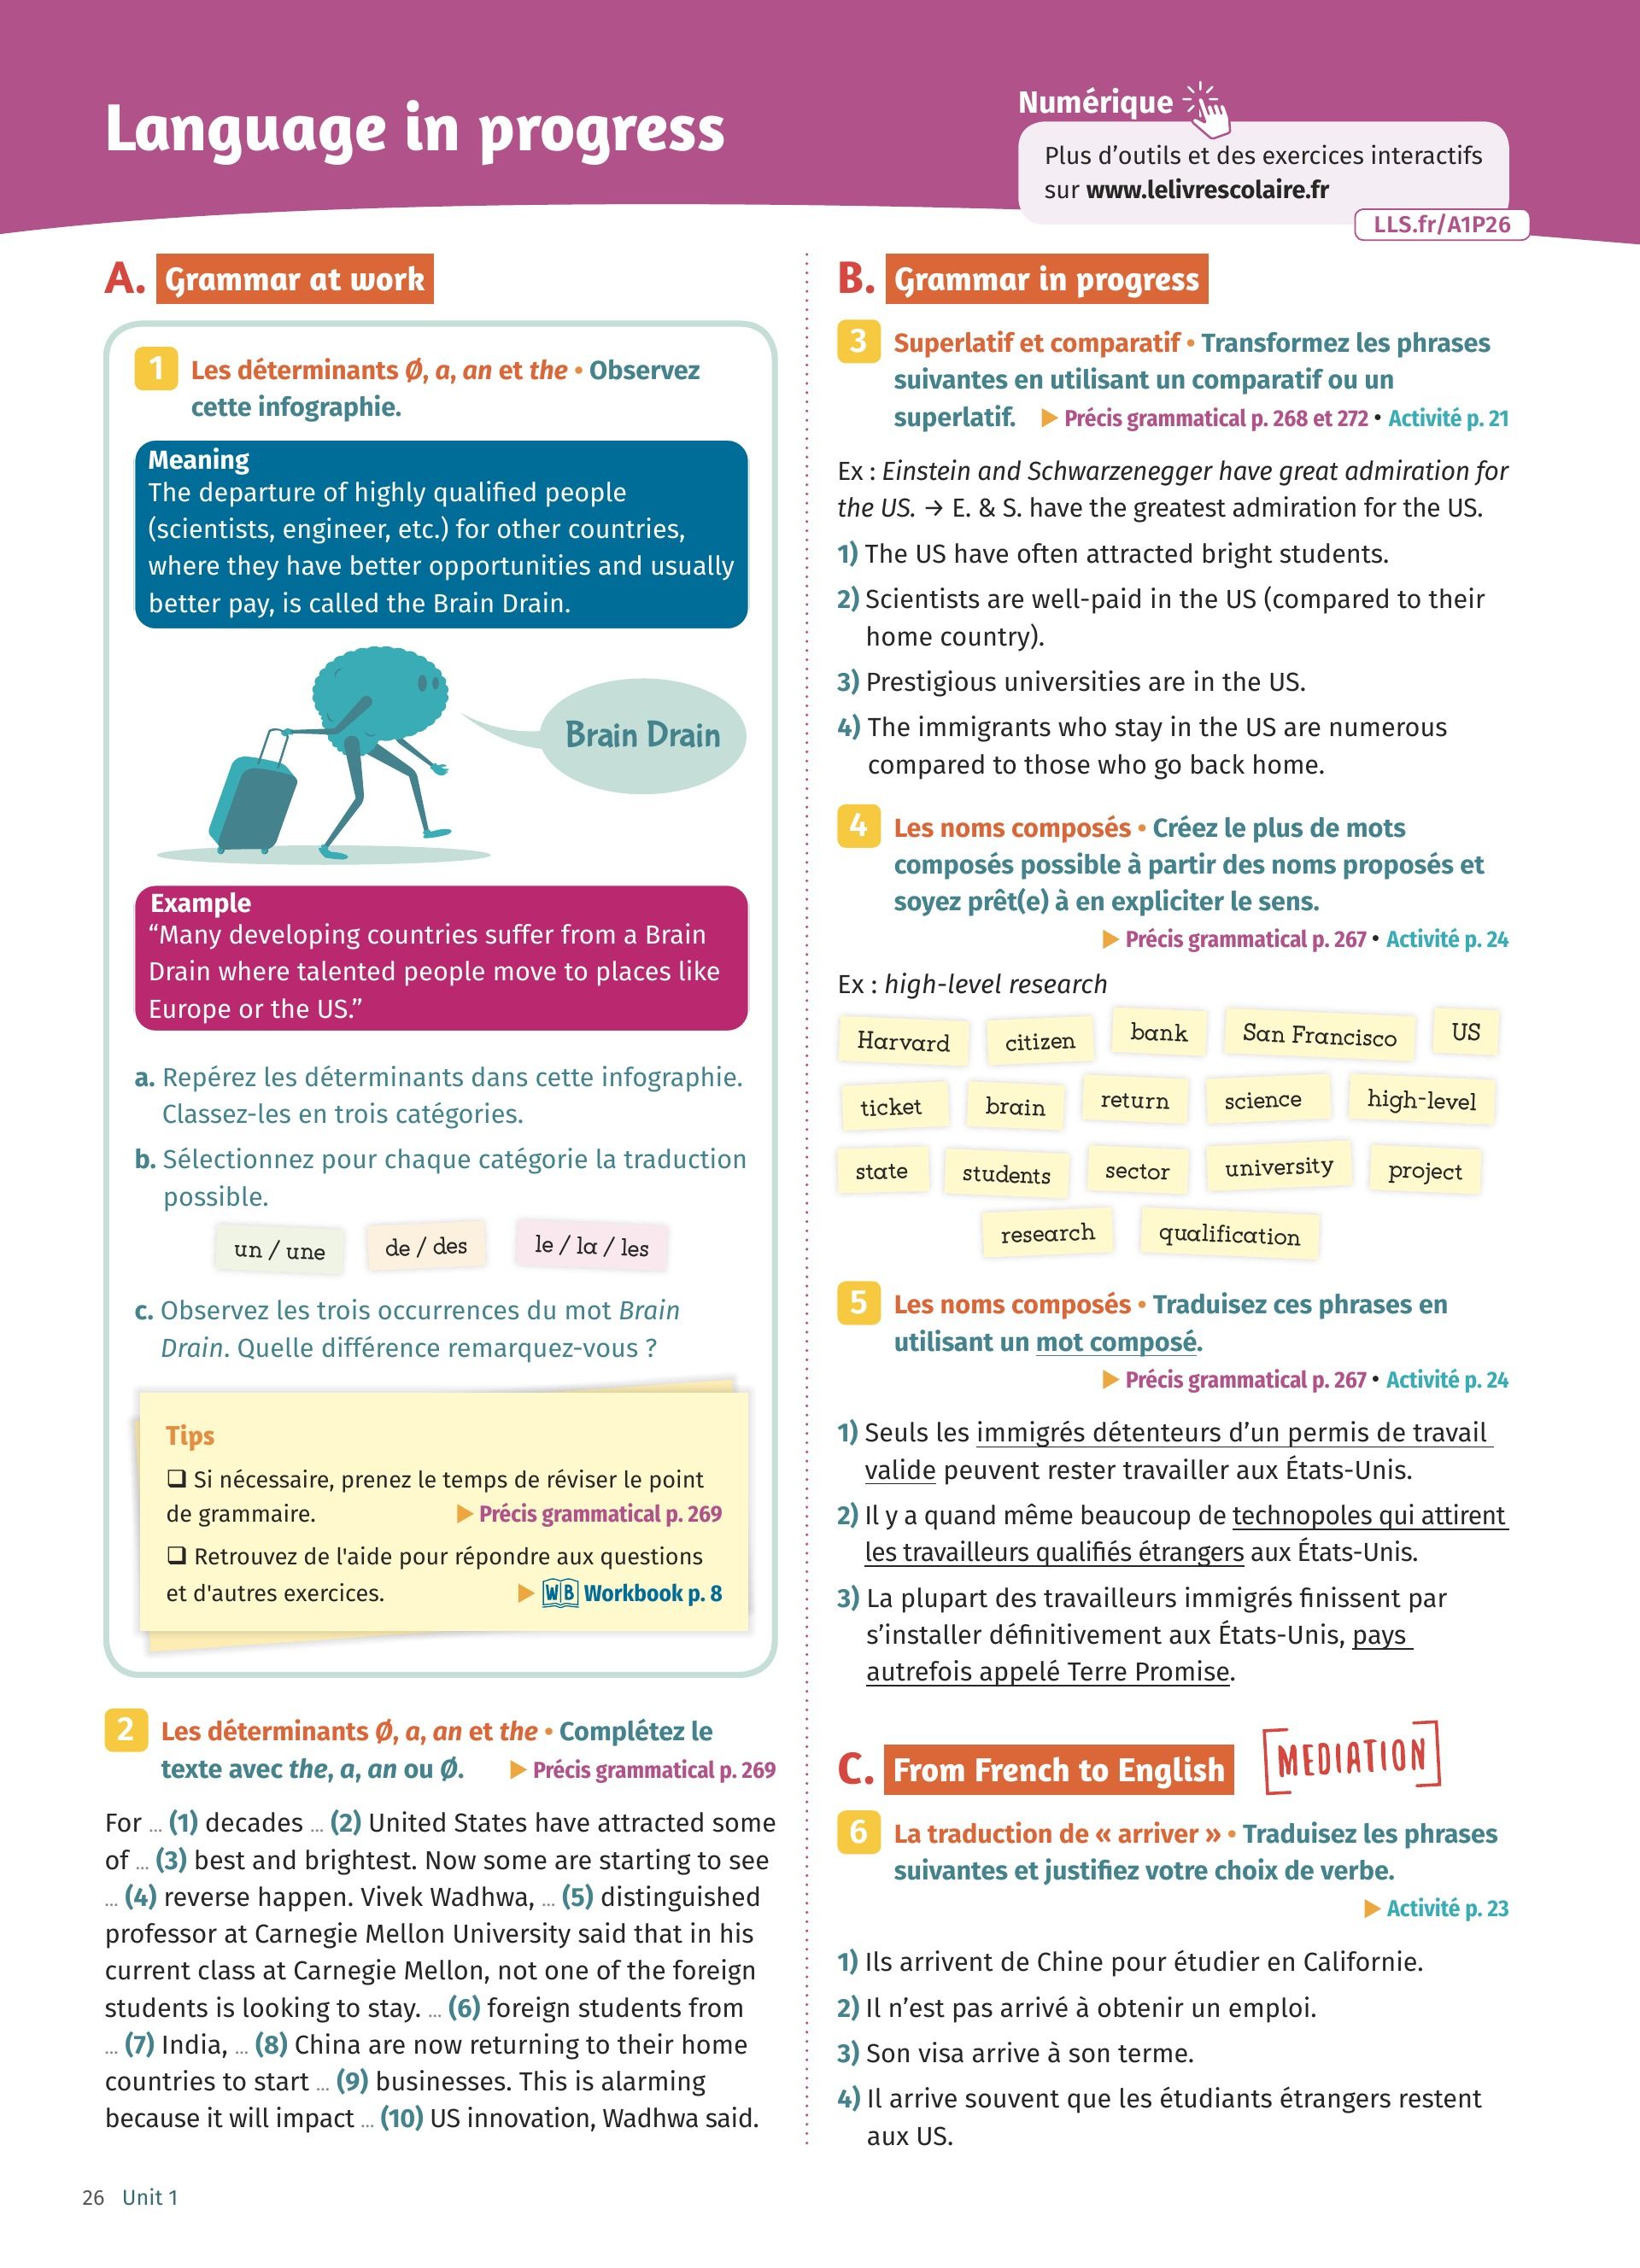 Language in progress
Numérique
Plus d’outils et des exercices interactifs
sur www.lelivrescolaire.fr
LLS.fr/A1P26
A. Grammar at work
1 Les déterminants Ø, a, an et the • Observez
cette infographie.
Meaning
The departure of highly qualified people
(scientists, engineer, etc.) for other countries,
where they have better opportunities and usually
better pay, is called the Brain Drain.
Brain Drain
Example
“Many developing countries suffer from a Brain
Drain where talented people move to places like
Europe or the US.”
a. Repérez les déterminants dans cette infographie.
Classez-les en trois catégories.
b. Sélectionnez pour chaque catégorie la traduction
possible.
un / une
de / des
le / la / les
c. Observez les trois occurrences du mot Brain
Drain. Quelle différence remarquez-vous ?
Tips
❑ Si nécessaire, prenez le temps de réviser le point
de grammaire. ▶ Précis grammatical p. 269
❑ Retrouvez de l'aide pour répondre aux questions
et d'autres exercices. ▶ WB Workbook p. 8
2 Les déterminants Ø, a, an et the • Complétez le
texte avec the, a, an ou Ø. ▶ Précis grammatical p. 269
For ... (1) decades ... (2) United States have attracted some
of ... (3) best and brightest. Now some are starting to see
... (4) reverse happen. Vivek Wadhwa, ... (5) distinguished
professor at Carnegie Mellon University said that in his
current class at Carnegie Mellon, not one of the foreign
students is looking to stay. ... (6) foreign students from
... (7) India, ... (8) China are now returning to their home
countries to start ... (9) businesses. This is alarming
because it will impact ... (10) US innovation, Wadhwa said.
B. Grammar in progress
3 Superlatif et comparatif • Transformez les phrases
suivantes en utilisant un comparatif ou un
superlatif. ▶ Précis grammatical p. 268 et 272 • Activité p. 21
Ex : Einstein and Schwarzenegger have great admiration for
the US. → E. & S. have the greatest admiration for the US.
1) The US have often attracted bright students.
2) Scientists are well-paid in the US (compared to their
home country).
3) Prestigious universities are in the US.
4) The immigrants who stay in the US are numerous
compared to those who go back home.
4 Les noms composés • Créez le plus de mots
composés possible à partir des noms proposés et
soyez prêt(e) à en expliciter le sens.
▶ Précis grammatical p. 267 • Activité p. 24
Ex : high-level research
Harvard
citizen
bank
San Francisco
US
ticket
brain
return
science
high-level
state
students
sector
university
project
research
qualification
5 Les noms composés • Traduisez ces phrases en
utilisant un mot composé.
▶ Précis grammatical p. 267 • Activité p. 24
1) Seuls les immigrés détenteurs d’un permis de travail
valide peuvent rester travailler aux États-Unis.
2) Il y a quand même beaucoup de technopoles qui attirent
les travailleurs qualifiés étrangers aux États-Unis.
3) La plupart des travailleurs immigrés finissent par
s’installer définitivement aux États-Unis, pays
autrefois appelé Terre Promise.
C. From French to English
MEDIATION
6 La traduction de « arriver » • Traduisez les phrases
suivantes et justifiez votre choix de verbe.
▶ Activité p. 23
1) Ils arrivent de Chine pour étudier en Californie.
2) Il n’est pas arrivé à obtenir un emploi.
3) Son visa arrive à son terme.
4) Il arrive souvent que les étudiants étrangers restent
aux US.
26 Unit 1